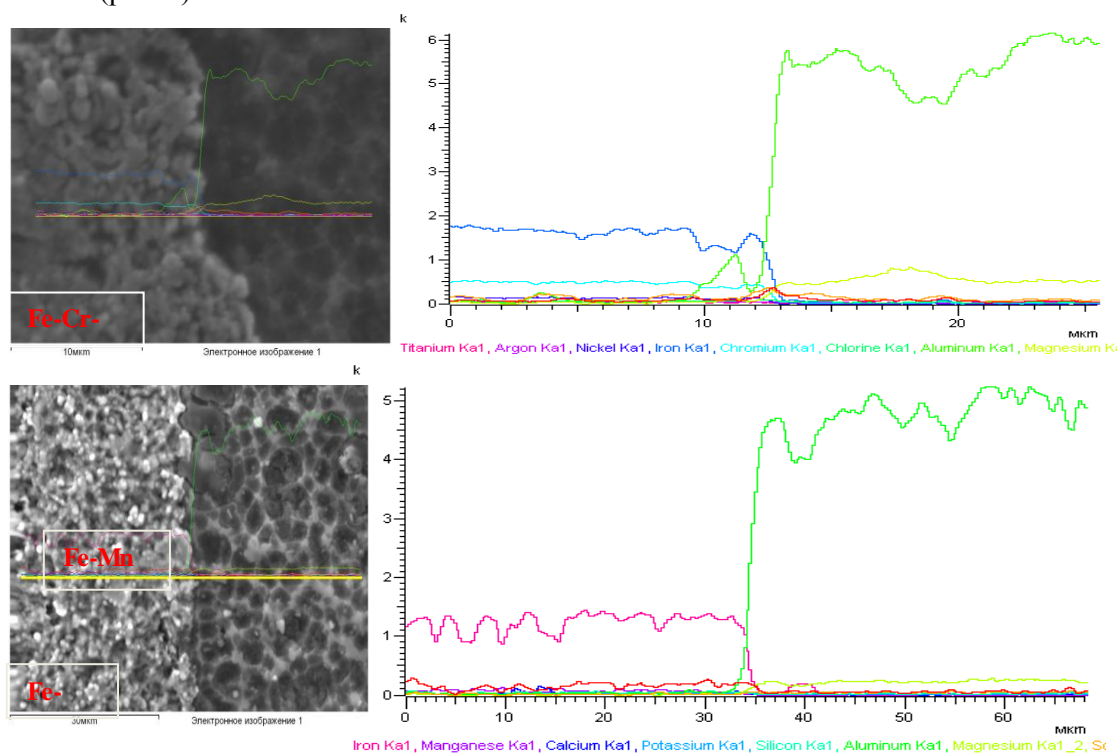 к
6
5
4
3
2
1
0
0 10 20
мкм
Titanium Ka1, Argon Ka1, Nickel Ka1, Iron Ka1, Chromium Ka1, Chlorine Ka1, Aluminum Ka1, Magnesium K
Fe-Cr-
10мкm Электронное изображение 1
к
5
4
3
2
1
0
0 10 20 30 40 50 60
мкм
Iron Ka1, Manganese Ka1, Calcium Ka1, Potassium Ka1, Silicon Ka1, Aluminum Ka1, Magnesium Ka1_2, S
Fe-Mn
Fe-
30мкm Электронное изображение 1